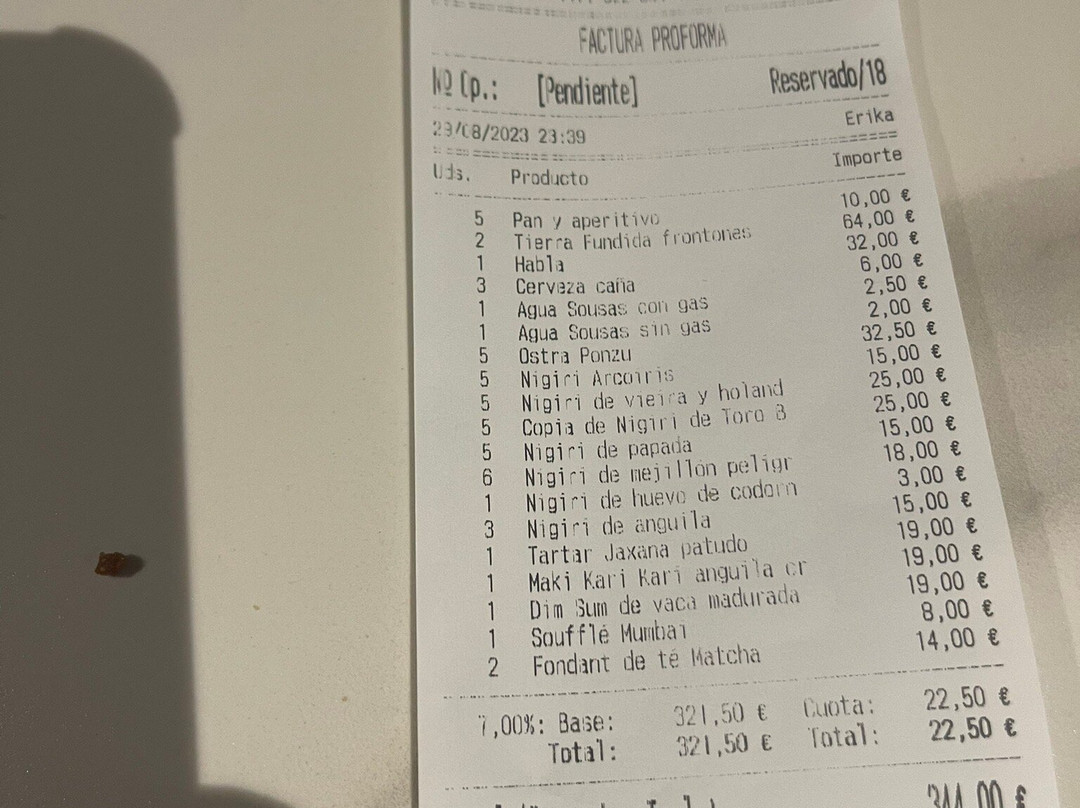 FACTURA PROFORMA
Nº Op.: [Pendiente] Reservado/18
29/08/2023 23:39 Erika
Uds. Producto Importe
5 Pan y aperitivo 10,00 €
2 Tierra Fundida frontones 64,00 €
1 Habla 32,00 €
3 Cerveza caña 6,00 €
1 Agua Sousas con gas 2,50 €
1 Agua Sousas sin gas 2,00 €
5 Ostra Ponzu 32,50 €
5 Nigiri Arcoiris 15,00 €
5 Nigiri de vieira y holand 25,00 €
5 Copia de Nigiri de Toro B 25,00 €
5 Nigiri de papada 15,00 €
6 Nigiri de mejillón peligr 18,00 €
1 Nigiri de huevo de codorn 3,00 €
3 Nigiri de anguila 15,00 €
1 Tartar Jaxana patudo 19,00 €
1 Maki Kari Kari anguila cr 19,00 €
1 Dim Sum de vaca madurada 19,00 €
1 Soufflé Mumbai 8,00 €
2 Fondant de té Matcha 14,00 €
7,00%: Base: 321,50 € Cuota: 22,50 €
Total: 321,50 € Total: 22,50 €
344,00 €